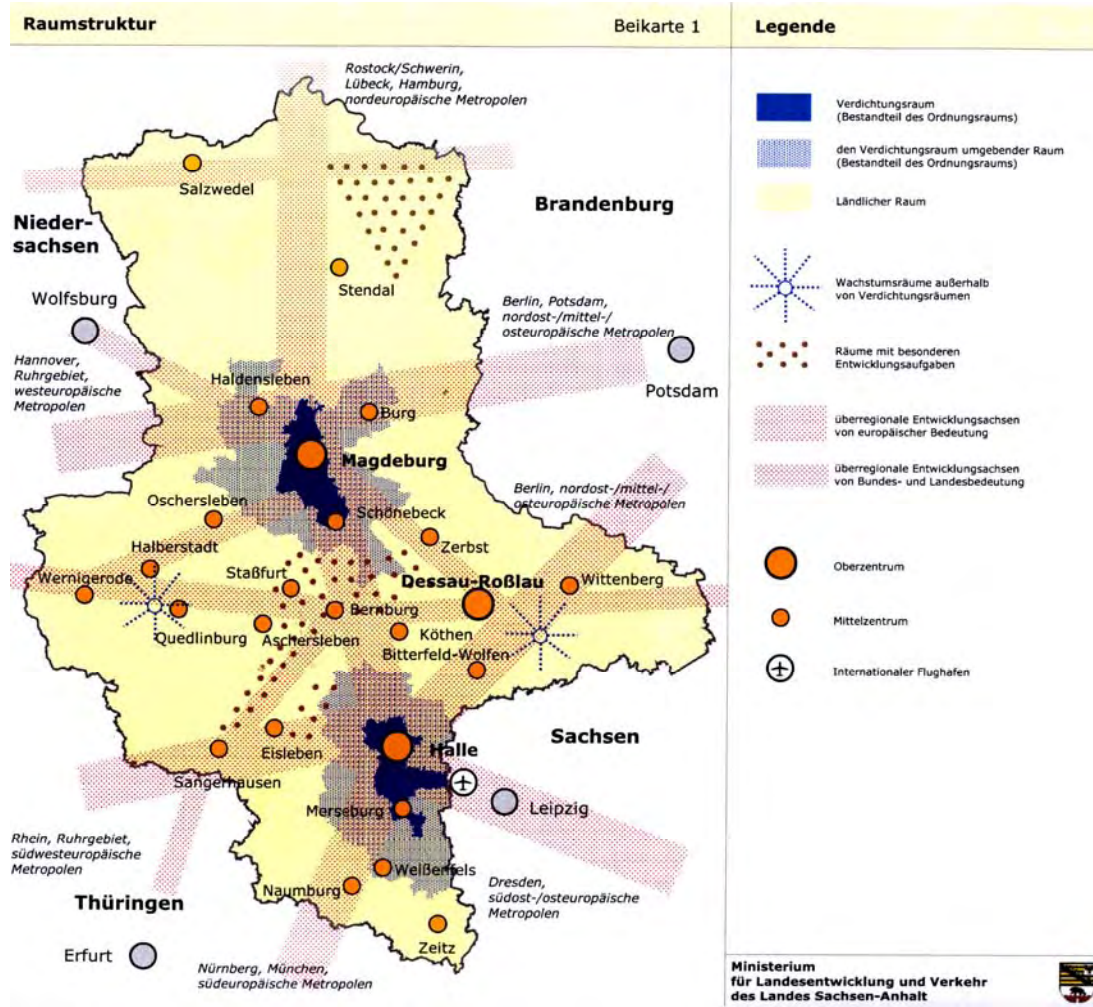 Raumstruktur
Beikarte 1
Legende
Rostock/Schwerin,
Lübeck, Hamburg,
nordeuropäische Metropolen
Salzwedel
Brandenburg
Nieder-
sachsen
Stendal
Wolfsburg
Berlin, Potsdam,
nordost-/mittel-/
osteuropäische Metropolen
Hannover,
Ruhrgebiet,
westeuropäische
Metropolen
Potsdam
Haldensleben
Burg
Magdeburg
Oschersleben
Schönebeck
Berlin, nordost-/mittel-/
osteuropäische Metropolen
Halberstadt
Zerbst
Wernigerode
Staßfurt
Dessau-Roßlau
Wittenberg
Bernburg
Quedlinburg
Aschersleben
Köthen
Bitterfeld-Wolfen
Sachsen
Halle
Eisleben
Sangerhausen
Merseburg
Leipzig
Rhein, Ruhrgebiet,
südwesteuropäische
Metropolen
Weißenfels
Naumburg
Dresden,
südost-/osteuropäische
Metropolen
Thüringen
Zeitz
Erfurt
Nürnberg, München,
südeuropäische Metropolen
Verdichtungsraum
(Bestandteil des Ordnungsraums)
den Verdichtungsraum umgebender Raum
(Bestandteil des Ordnungsraums)
Ländlicher Raum
Wachstumsräume außerhalb
von Verdichtungsräumen
Räume mit besonderen
Entwicklungsaufgaben
überregionale Entwicklungsachsen
von europäischer Bedeutung
überregionale Entwicklungsachsen
von Bundes- und Landesbedeutung
Oberzentrum
Mittelzentrum
Internationaler Flughafen
Ministerium
für Landesentwicklung und Verkehr
des Landes Sachsen-Anhalt